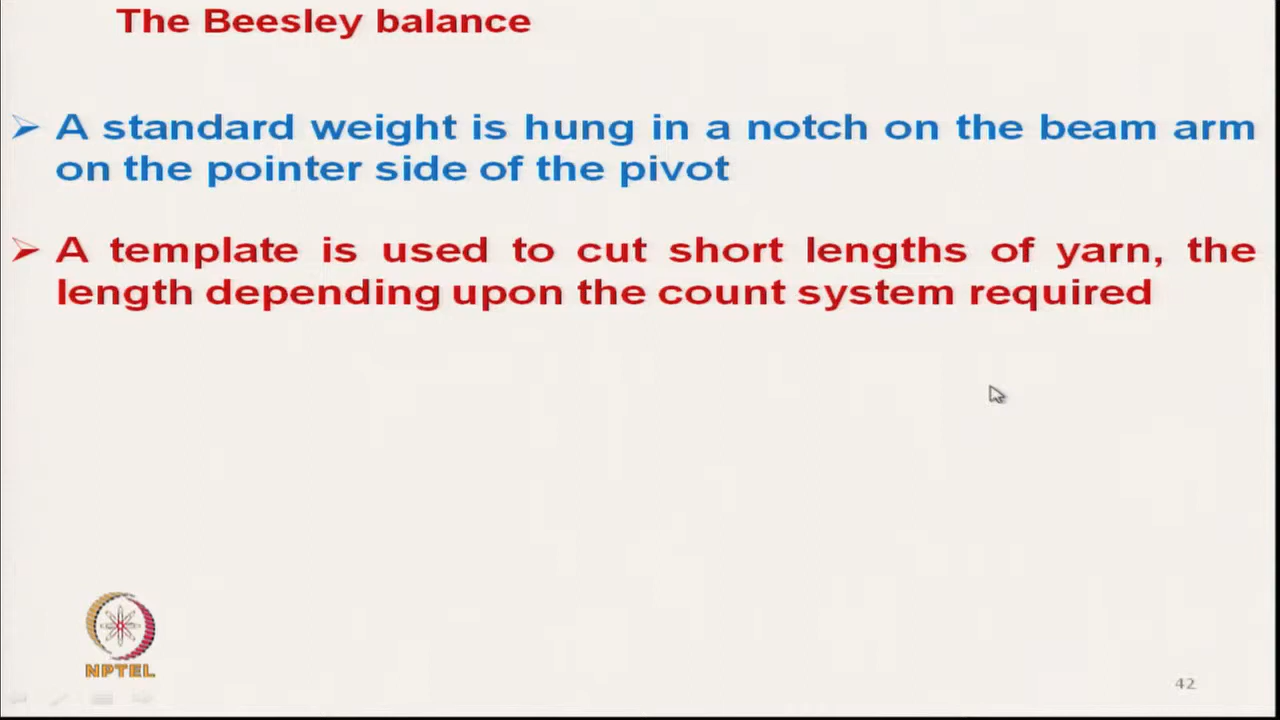 The Beesley balance
➢ A standard weight is hung in a notch on the beam arm
on the pointer side of the pivot
➢ A template is used to cut short lengths of yarn, the
length depending upon the count system required
NPTEL
42